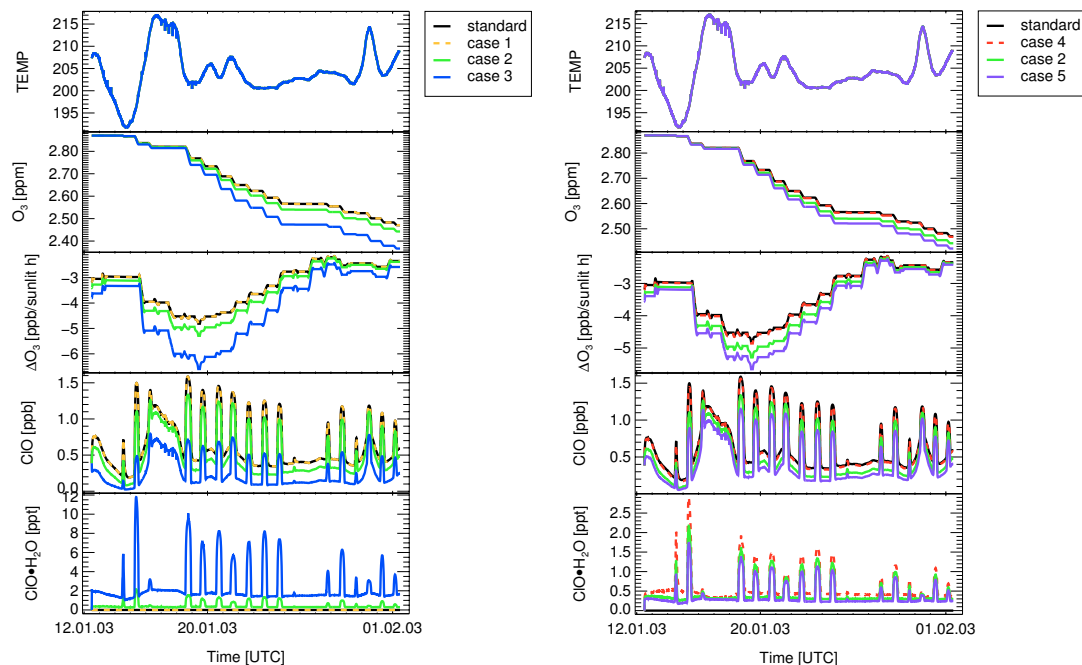 215
210
205
200
195
TEMP
2.80
2.70
2.60
2.50
2.40
O₃ [ppm]
−3
−4
−5
−6
ΔO₃ [ppb/sunlit h]
1.5
1.0
0.5
0.0
ClO [ppb]
12
10
8
6
4
2
0
ClO•H₂O [ppt]
12.01.03
20.01.03
01.02.03
Time [UTC]
standard
case 1
case 2
case 3
215
210
205
200
195
TEMP
2.80
2.70
2.60
2.50
O₃ [ppm]
−3
−4
−5
ΔO₃ [ppb/sunlit h]
1.5
1.0
0.5
ClO [ppb]
2.5
2.0
1.5
1.0
0.5
0.0
ClO•H₂O [ppt]
12.01.03
20.01.03
01.02.03
Time [UTC]
standard
case 4
case 2
case 5